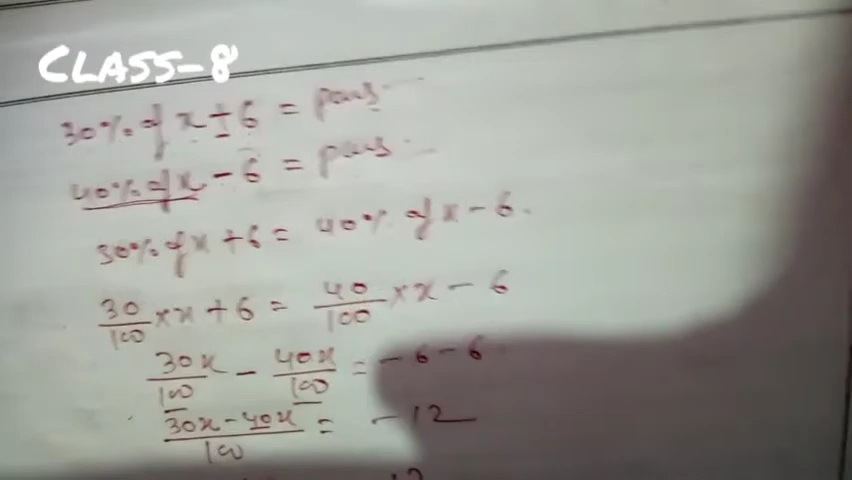 CLASS-8
30% of x + 6 = pass
40% of x - 6 = pass
30% of x + 6 = 40% of x - 6.
30/100 × x + 6 = 40/100 × x - 6
30x/100 - 40x/100 = -6-6
30x-40x/100 = -12